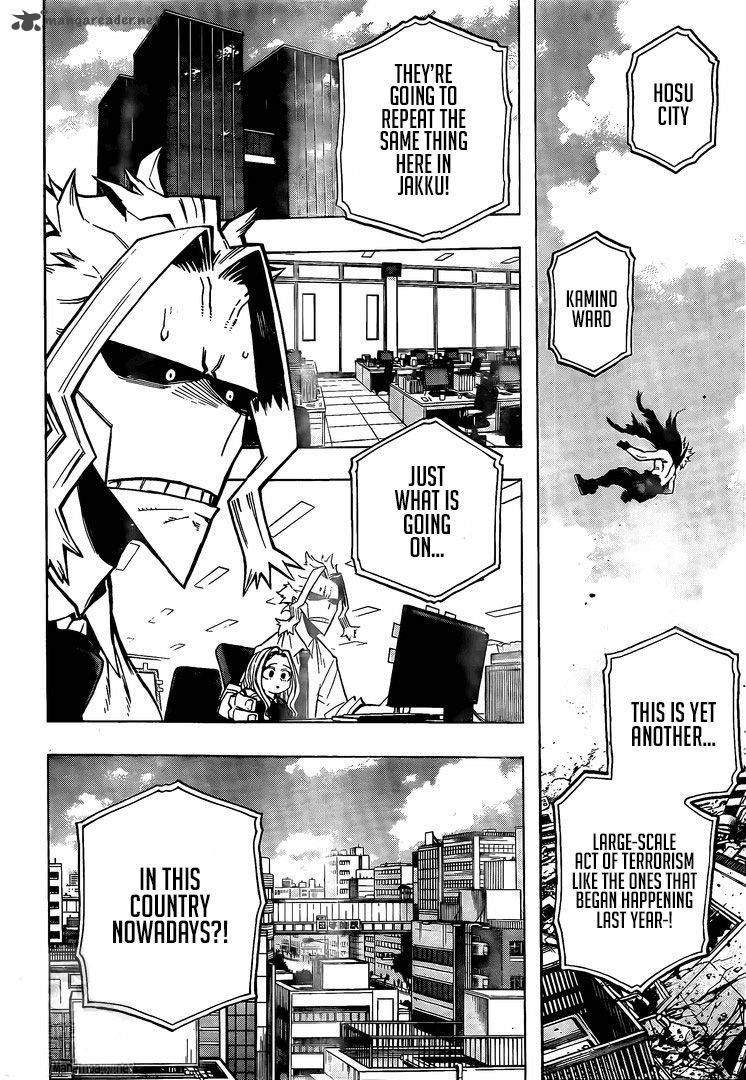 mangareader.net
HOSU
CITY
KAMINO
WARD
THIS IS YET
ANOTHER...
LARGE-SCALE
ACT OF TERRORISM
LIKE THE ONES THAT
BEGAN HAPPENING
LAST YEAR-!
THEY'RE
GOING TO
REPEAT THE
SAME THING
HERE IN
JAKKU!
JUST
WHAT IS
GOING
ON...
IN THIS
COUNTRY
NOWADAYS?!